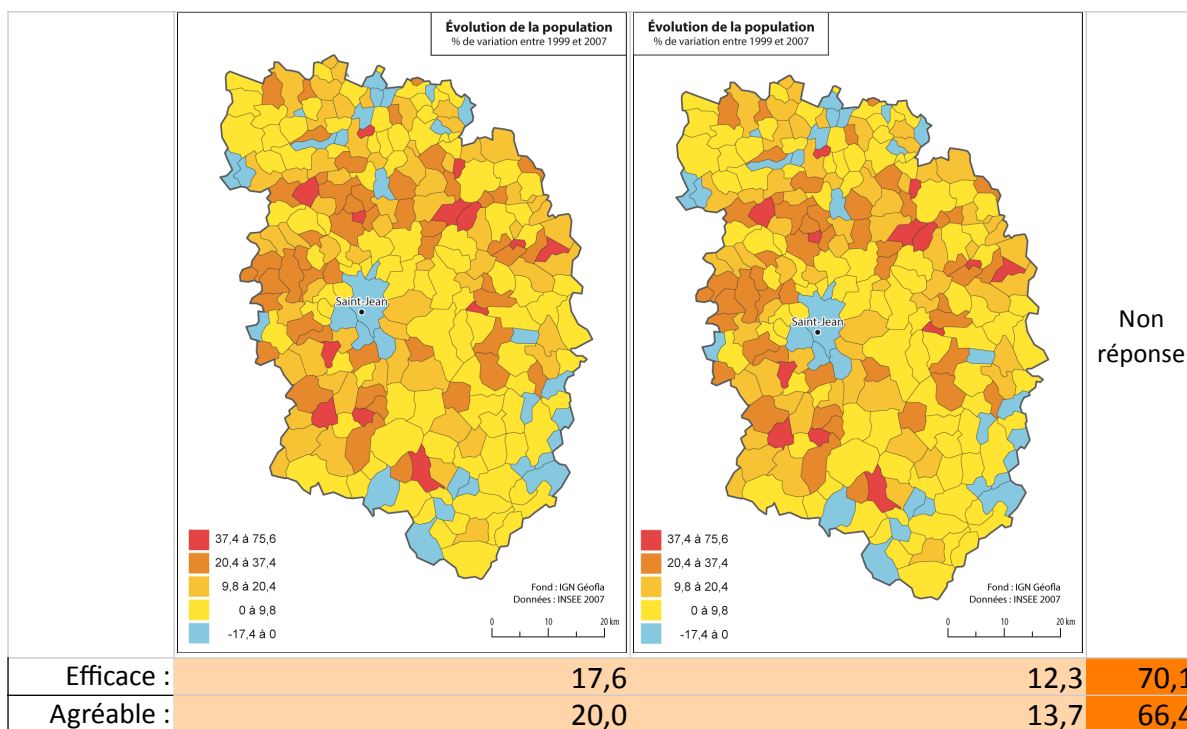 Évolution de la population
% de variation entre 1999 et 2007
Saint-Jean
37,4 à 75,6
20,4 à 37,4
9,8 à 20,4
0 à 9,8
-17,4 à 0
Fond : IGN Géofla
Données : INSEE 2007
0 10 20 km
Évolution de la population
% de variation entre 1999 et 2007
Saint-Jean
37,4 à 75,6
20,4 à 37,4
9,8 à 20,4
0 à 9,8
-17,4 à 0
Fond : IGN Géofla
Données : INSEE 2007
0 10 20 km
Non
réponse
Efficace : 17,6 12,3 70,1
Agréable : 20,0 13,7 66,4